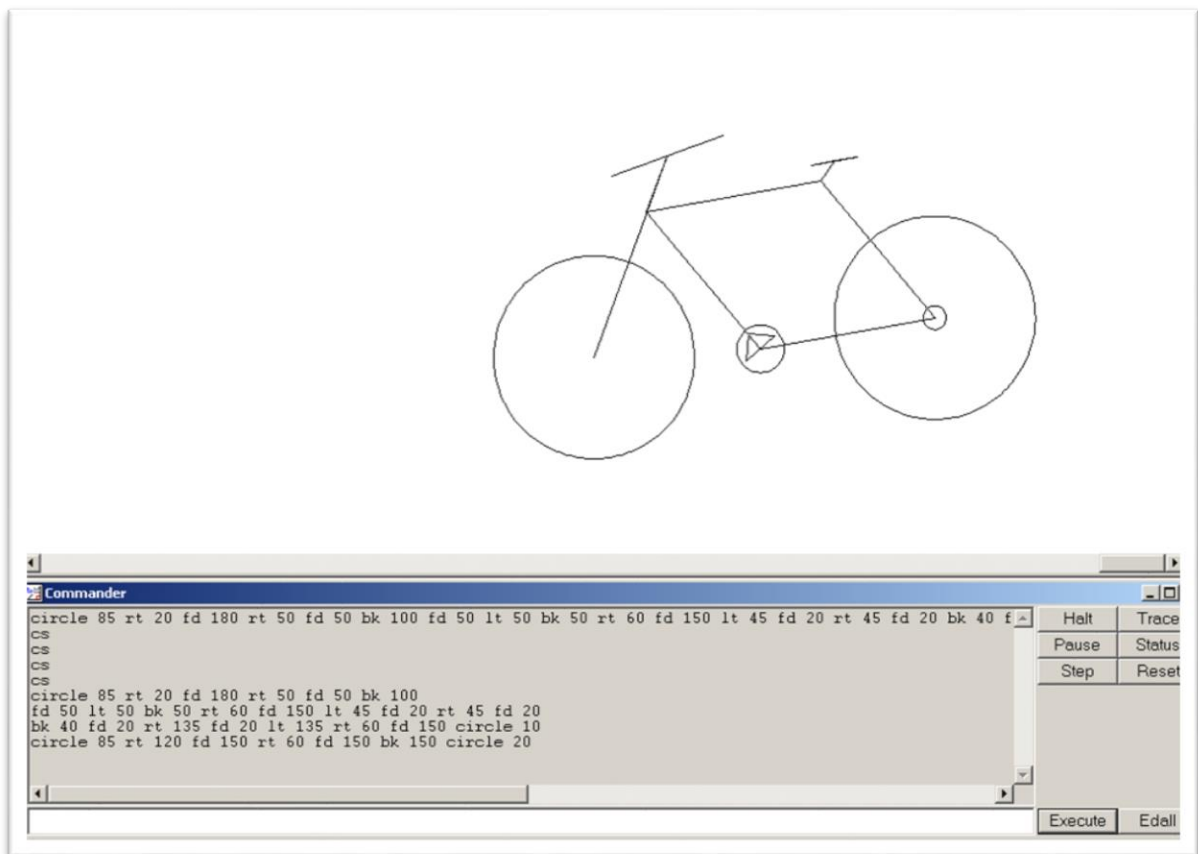 Commander
circle 85 rt 20 fd 180 rt 50 fd 50 bk 100 fd 50 lt 50 bk 50 rt 60 fd 150 lt 45 fd 20 rt 45 fd 20 bk 40 f
cs
cs
cs
cs
circle 85 rt 20 fd 180 rt 50 fd 50 bk 100
fd 50 lt 50 bk 50 rt 60 fd 150 lt 45 fd 20 rt 45 fd 20
bk 40 fd 20 rt 135 fd 20 lt 135 rt 60 fd 150 circle 10
circle 85 rt 120 fd 150 rt 60 fd 150 bk 150 circle 20
Halt Trace
Pause Status
Step Reset
Execute Edall